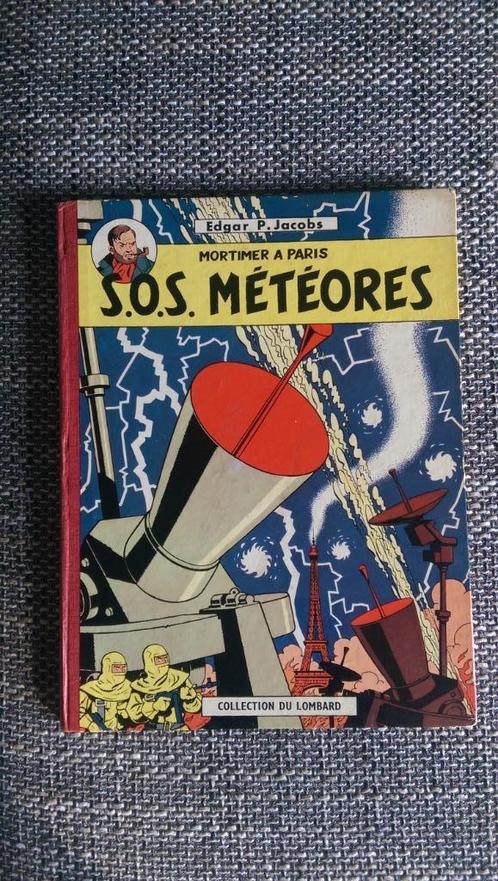 Edgar P. Jacobs
MORTIMER A PARIS
S.O.S. MÉTÉORES
COLLECTION DU LOMBARD